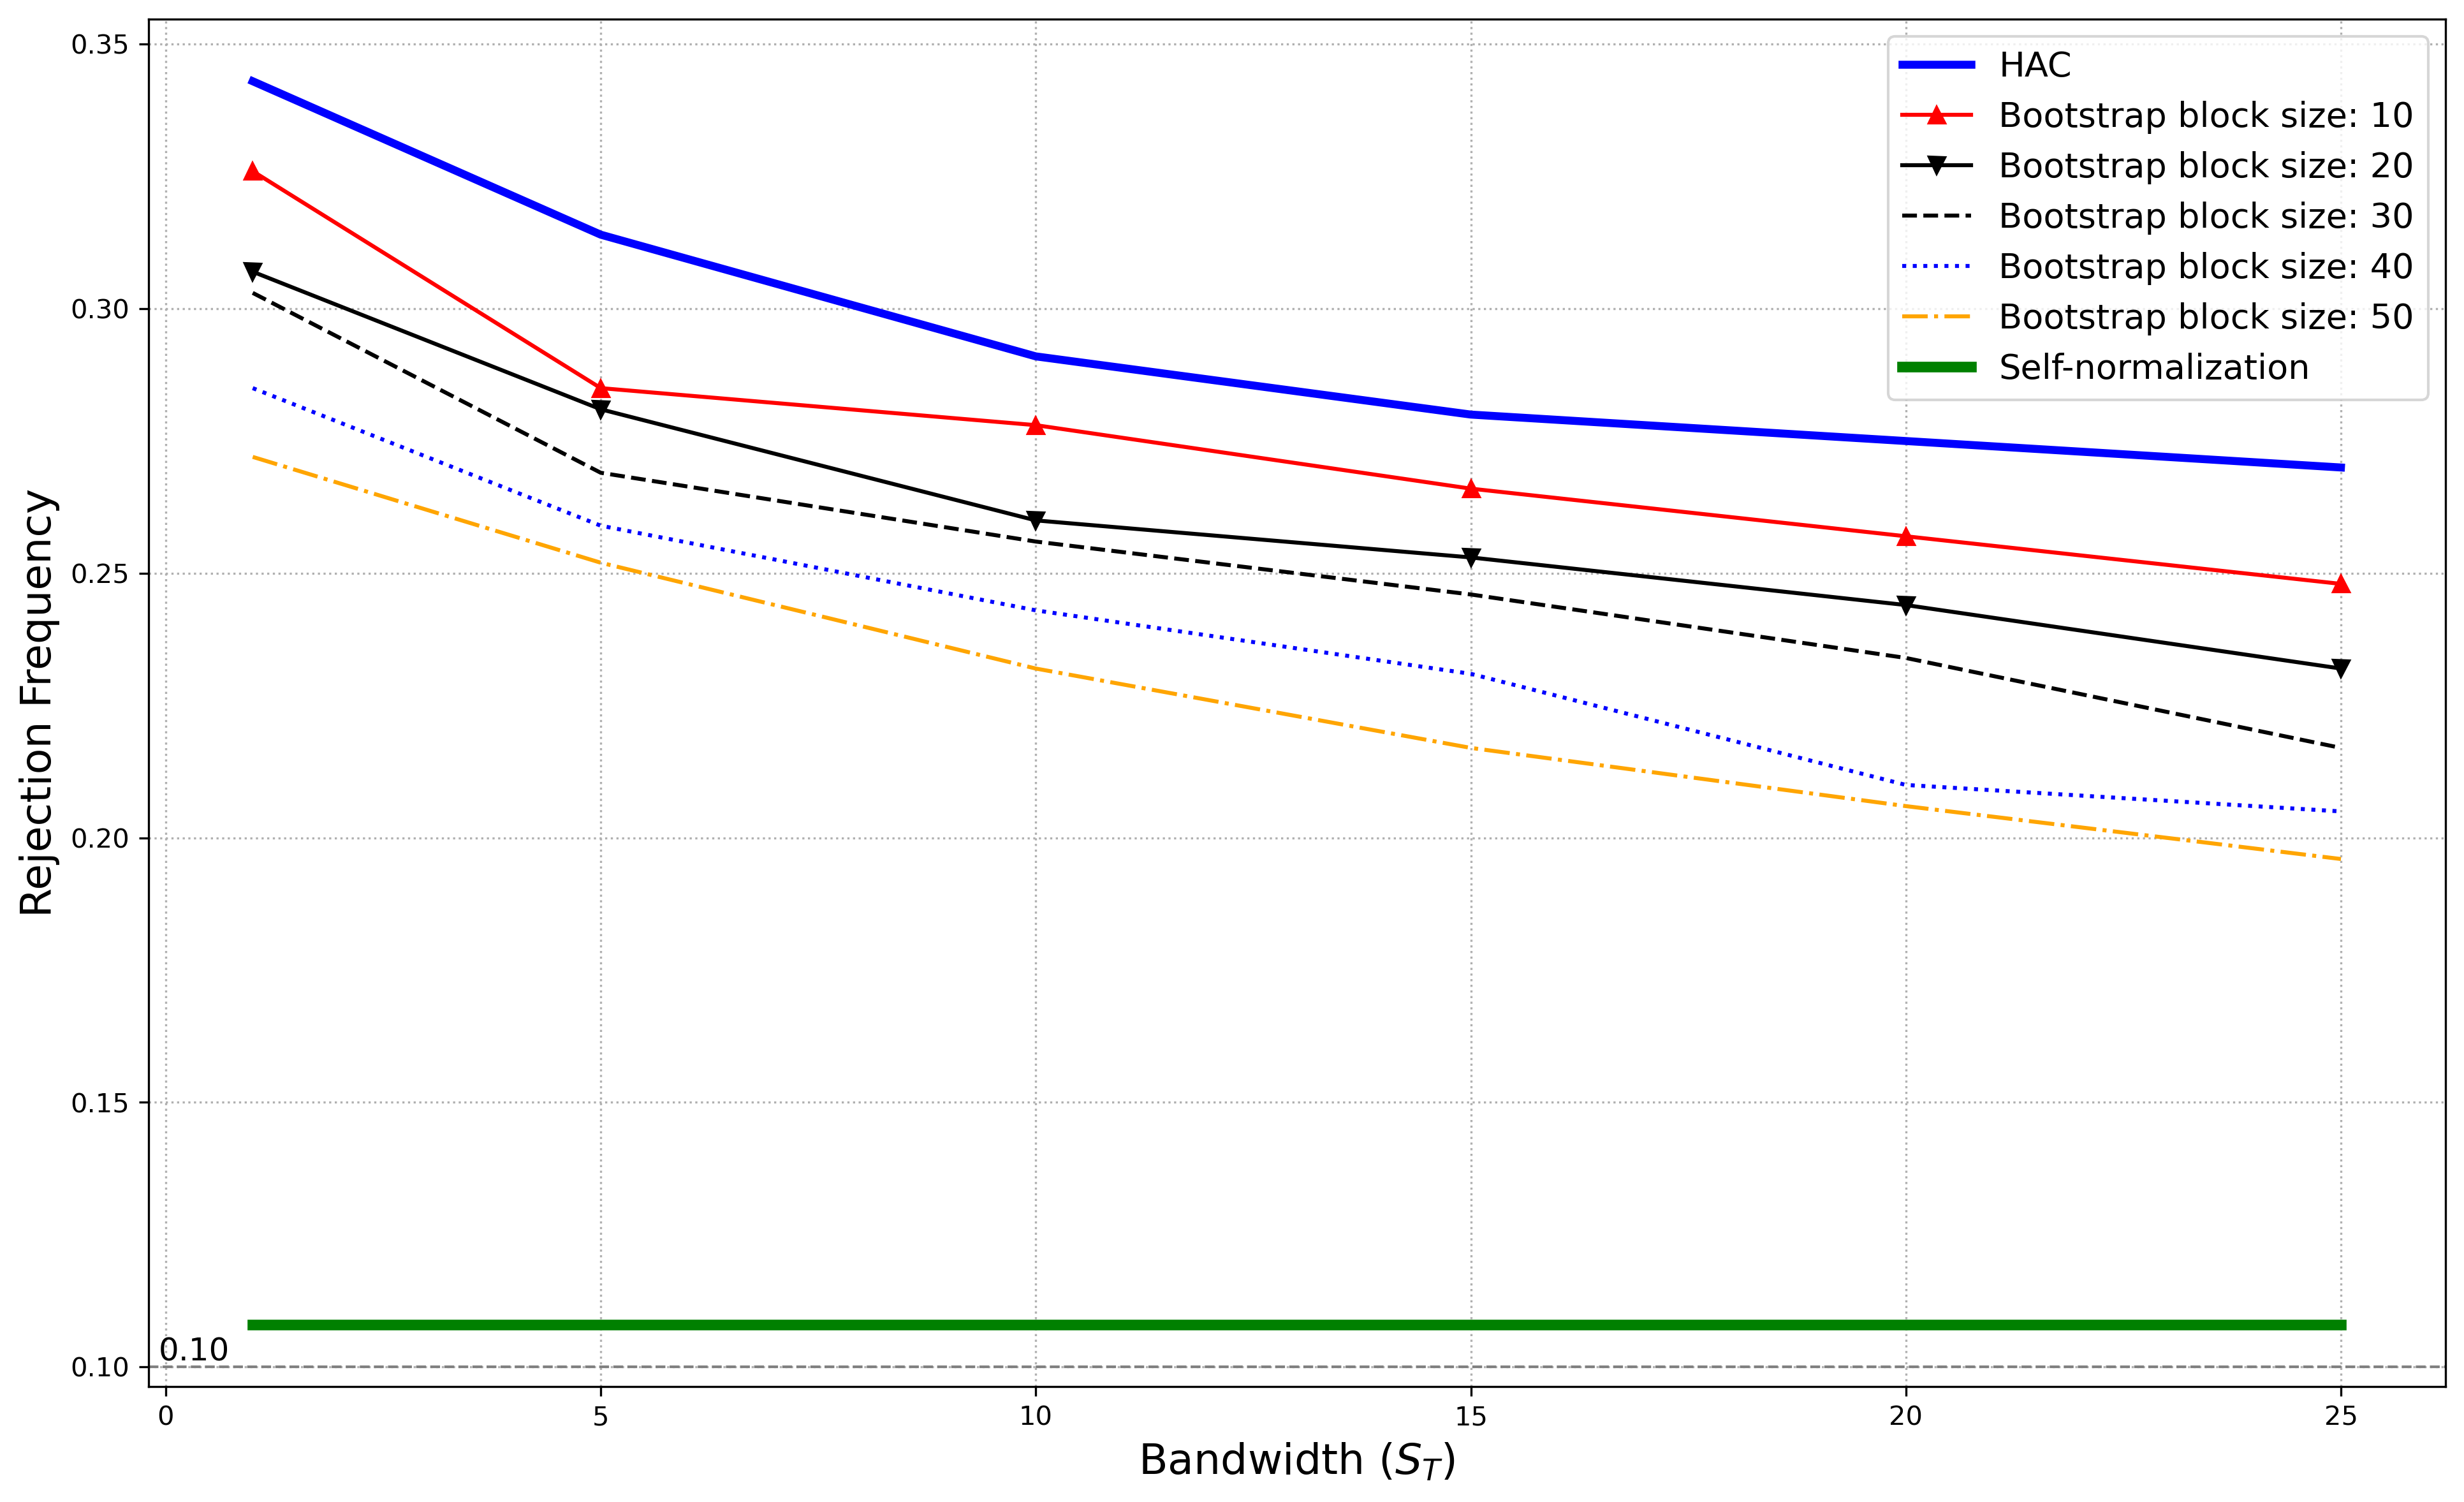 0.35
0.30
0.25
0.20
0.15
0.10
Rejection Frequency
HAC
Bootstrap block size: 10
Bootstrap block size: 20
Bootstrap block size: 30
Bootstrap block size: 40
Bootstrap block size: 50
Self-normalization
0.10
0 5 10 15 20 25
Bandwidth (S_T)